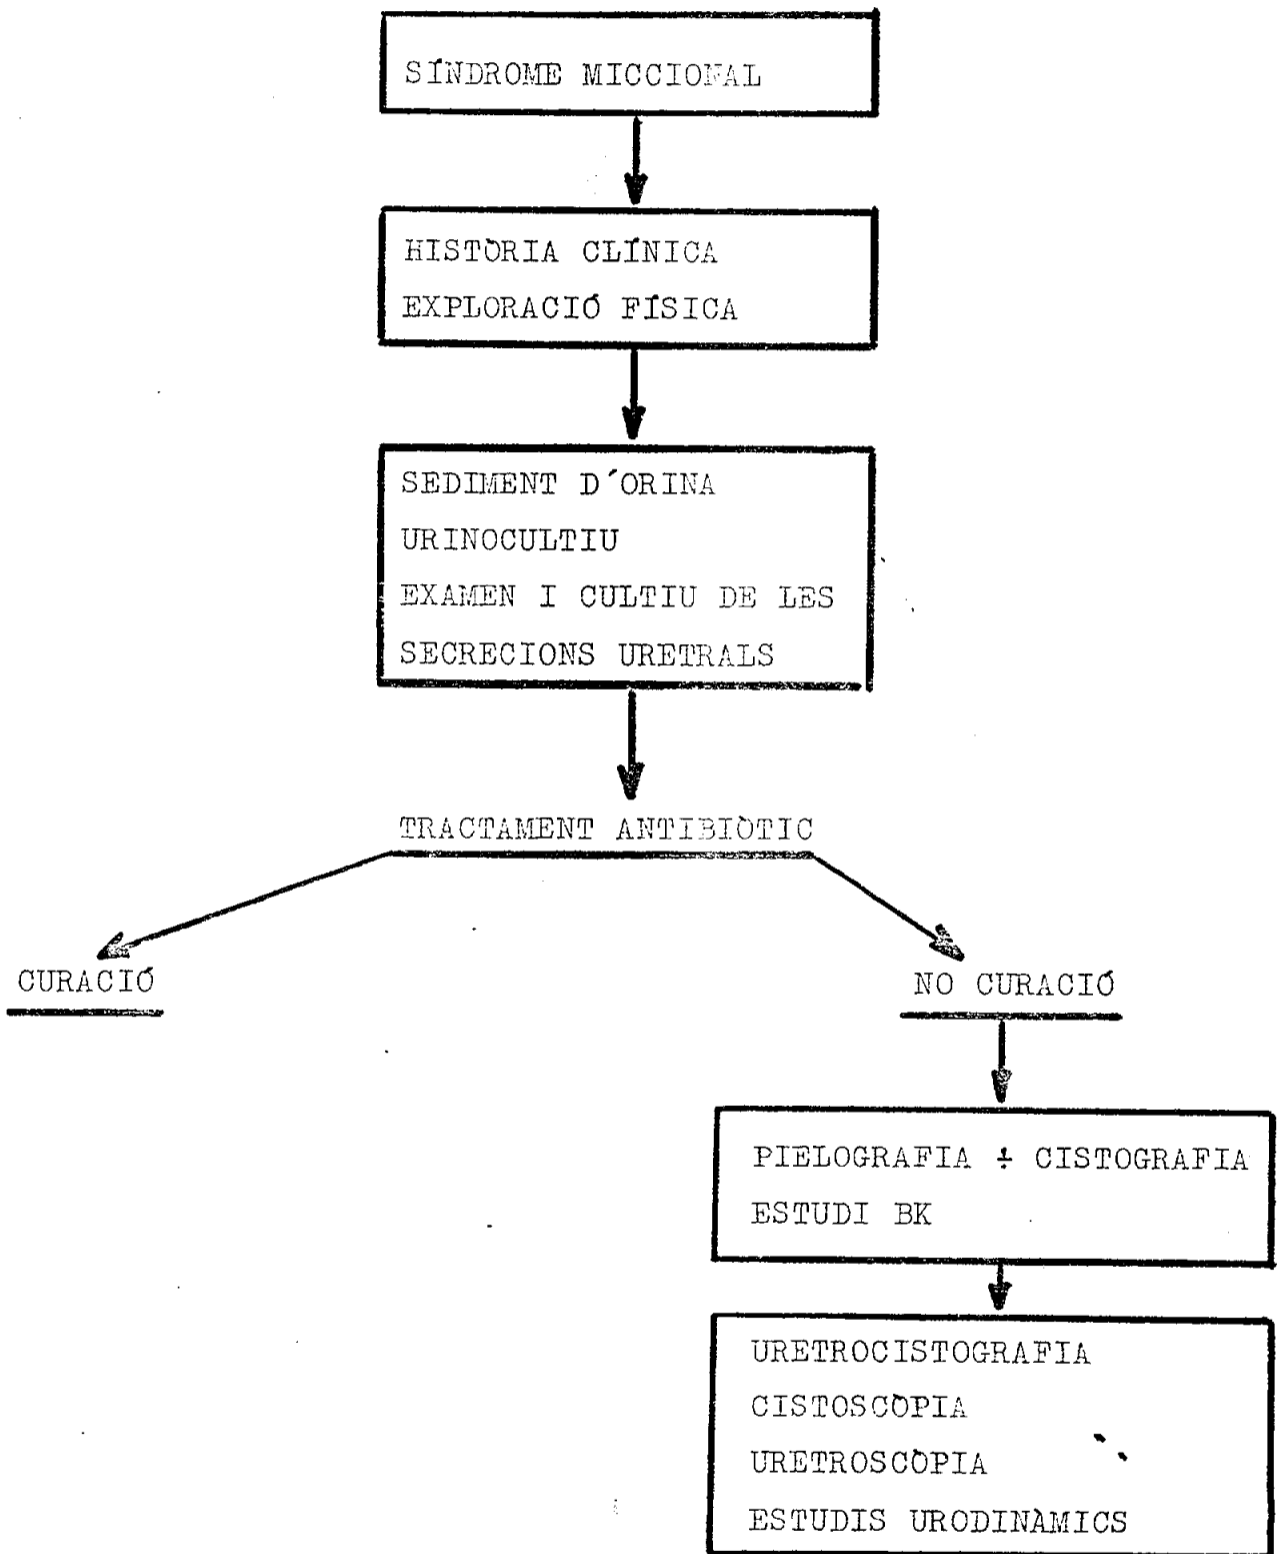 SÍNDROME MICCIONAL
HISTÒRIA CLÍNICA
EXPLORACIÓ FÍSICA
SEDIMENT D´ORINA
URINOCULTIU
EXAMEN I CULTIU DE LES
SECRECIONS URETRALS
TRACTAMENT ANTIBIÒTIC
CURACIÓ
NO CURACIÓ
PIELOGRAFIA + CISTOGRAFIA
ESTUDI BK
URETROCISTOGRAFIA
CISTOSCÒPIA
URETROSCÒPIA
ESTUDIS URODINÀMICS